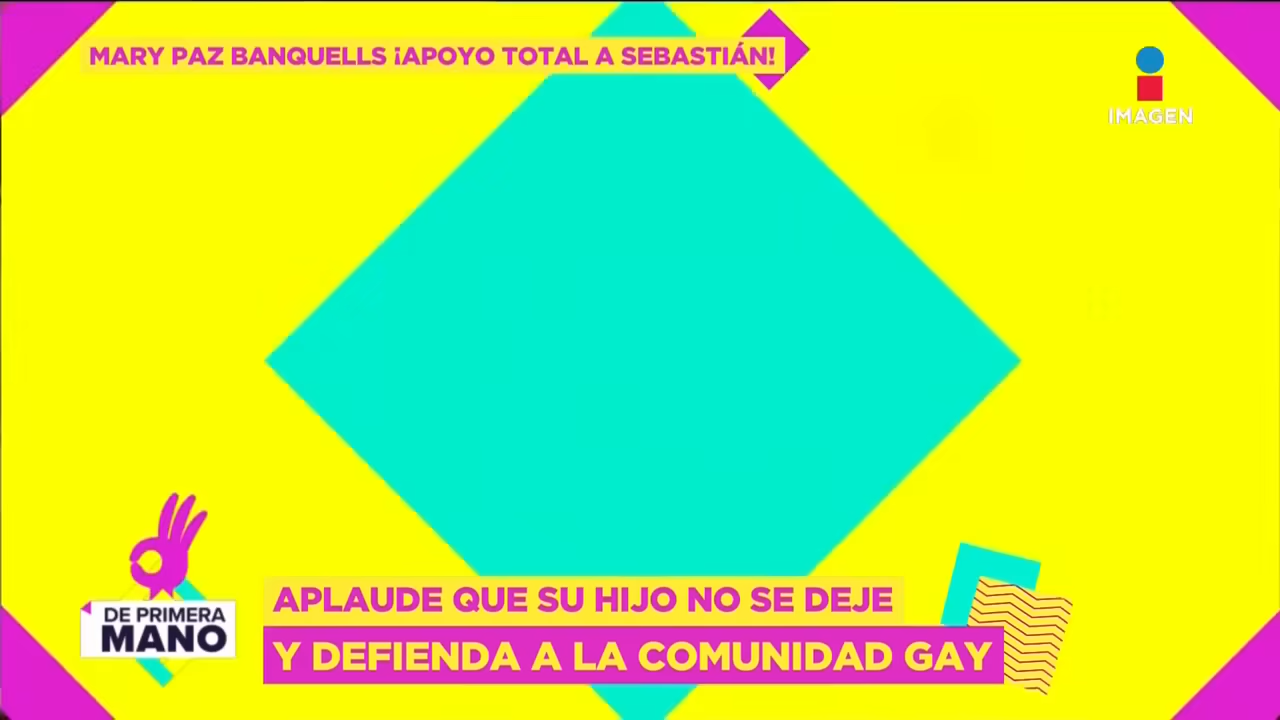 MARY PAZ BANQUELLS ¡APOYO TOTAL A SEBASTIÁN!
IMAGEN
DE PRIMERA
MANO
APLAUDE QUE SU HIJO NO SE DEJE
Y DEFIENDA A LA COMUNIDAD GAY